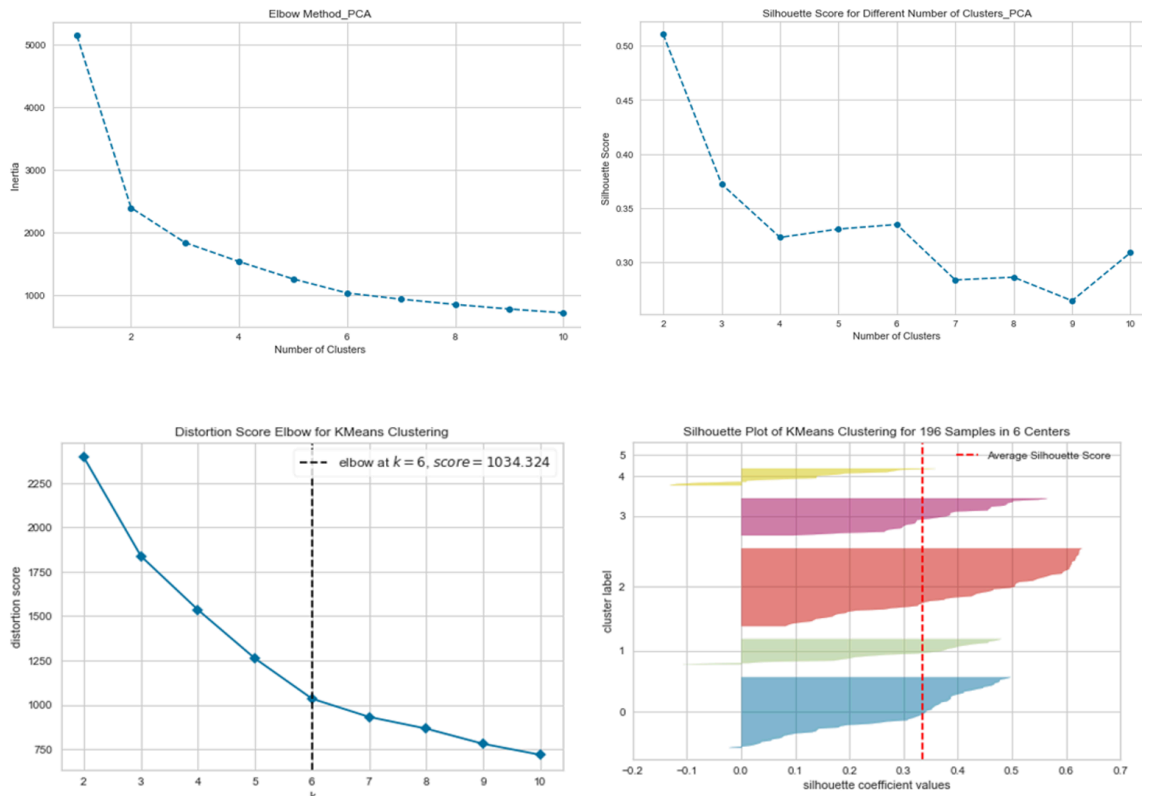 Elbow Method_PCA
5000
4000
3000
2000
1000
Inertia
2 4 6 8 10
Number of Clusters
Silhouette Score for Different Number of Clusters_PCA
0.50
0.45
0.40
0.35
0.30
Silhouette Score
2 3 4 5 6 7 8 9 10
Number of Clusters
Distortion Score Elbow for KMeans Clustering
elbow at k = 6, score = 1034.324
2250
2000
1750
1500
1250
1000
750
distortion score
2 3 4 5 6 7 8 9 10
Silhouette Plot of KMeans Clustering for 196 Samples in 6 Centers
Average Silhouette Score
5
4
3
2
1
0
cluster label
−0.2 −0.1 0.0 0.1 0.2 0.3 0.4 0.5 0.6 0.7
silhouette coefficient values